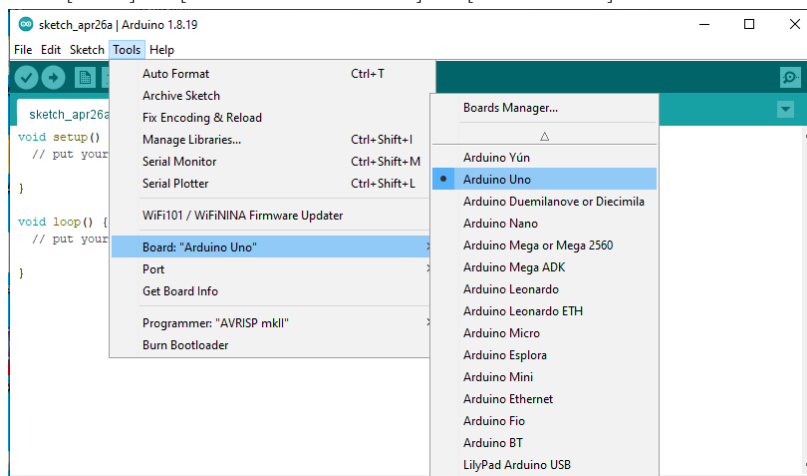 sketch_apr26a | Arduino 1.8.19
File Edit Sketch Tools Help
sketch_apr26a
void setup()
// put your
}
void loop() {
// put your
}
Auto Format Ctrl+T
Archive Sketch
Fix Encoding & Reload
Manage Libraries... Ctrl+Shift+I
Serial Monitor Ctrl+Shift+M
Serial Plotter Ctrl+Shift+L
WiFi101 / WiFiNINA Firmware Updater
Board: "Arduino Uno"
Port
Get Board Info
Programmer: "AVRISP mkII"
Burn Bootloader
Boards Manager...
Arduino Yún
Arduino Uno
Arduino Duemilanove or Diecimila
Arduino Nano
Arduino Mega or Mega 2560
Arduino Mega ADK
Arduino Leonardo
Arduino Leonardo ETH
Arduino Micro
Arduino Esplora
Arduino Mini
Arduino Ethernet
Arduino Fio
Arduino BT
LilyPad Arduino USB